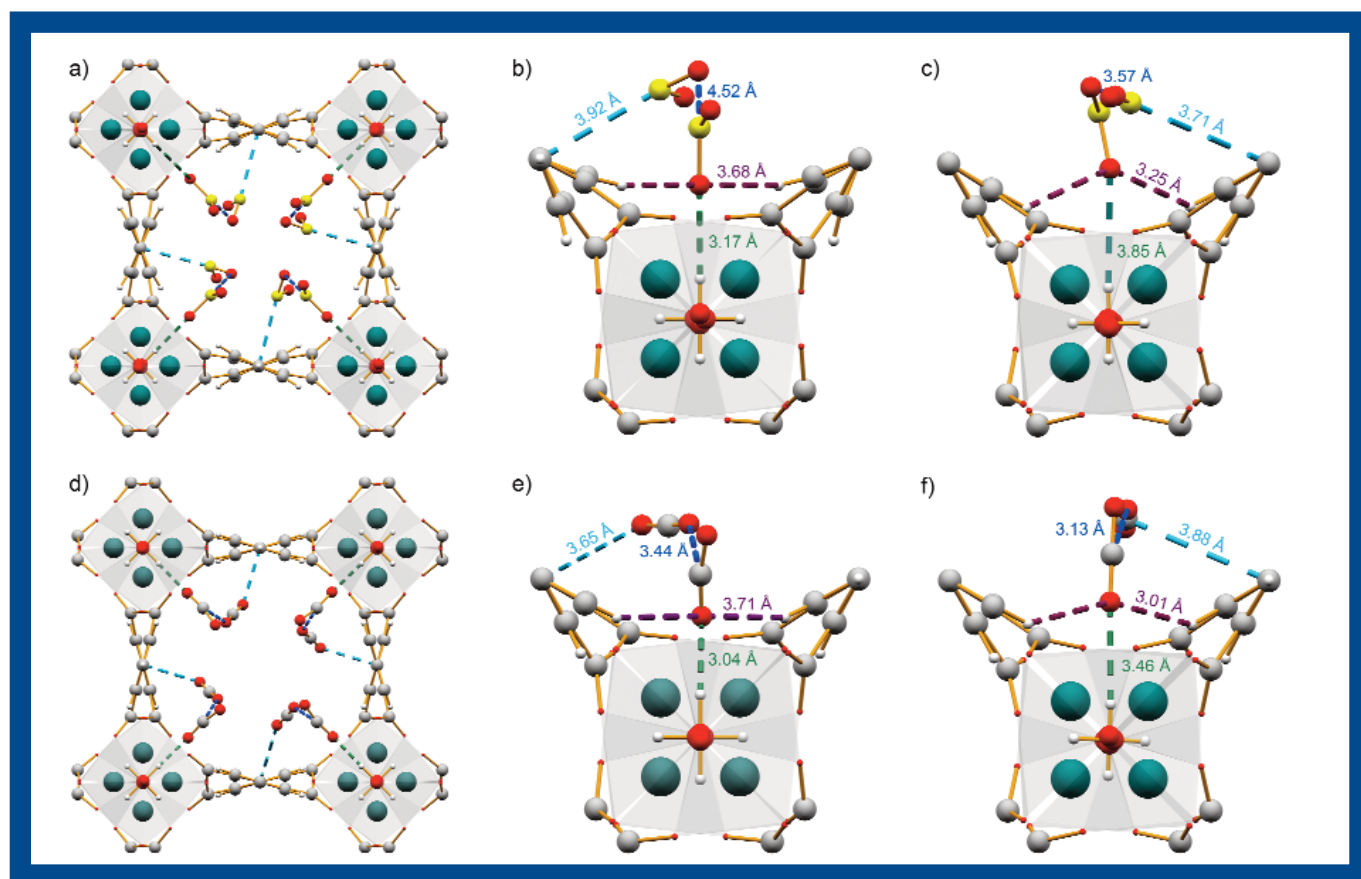 a)
b)
3.92 Å
4.52 Å
3.68 Å
3.17 Å
c)
3.57 Å
3.71 Å
3.25 Å
3.85 Å
d)
e)
3.65 Å
3.44 Å
3.71 Å
3.04 Å
f)
3.13 Å
3.88 Å
3.01 Å
3.46 Å